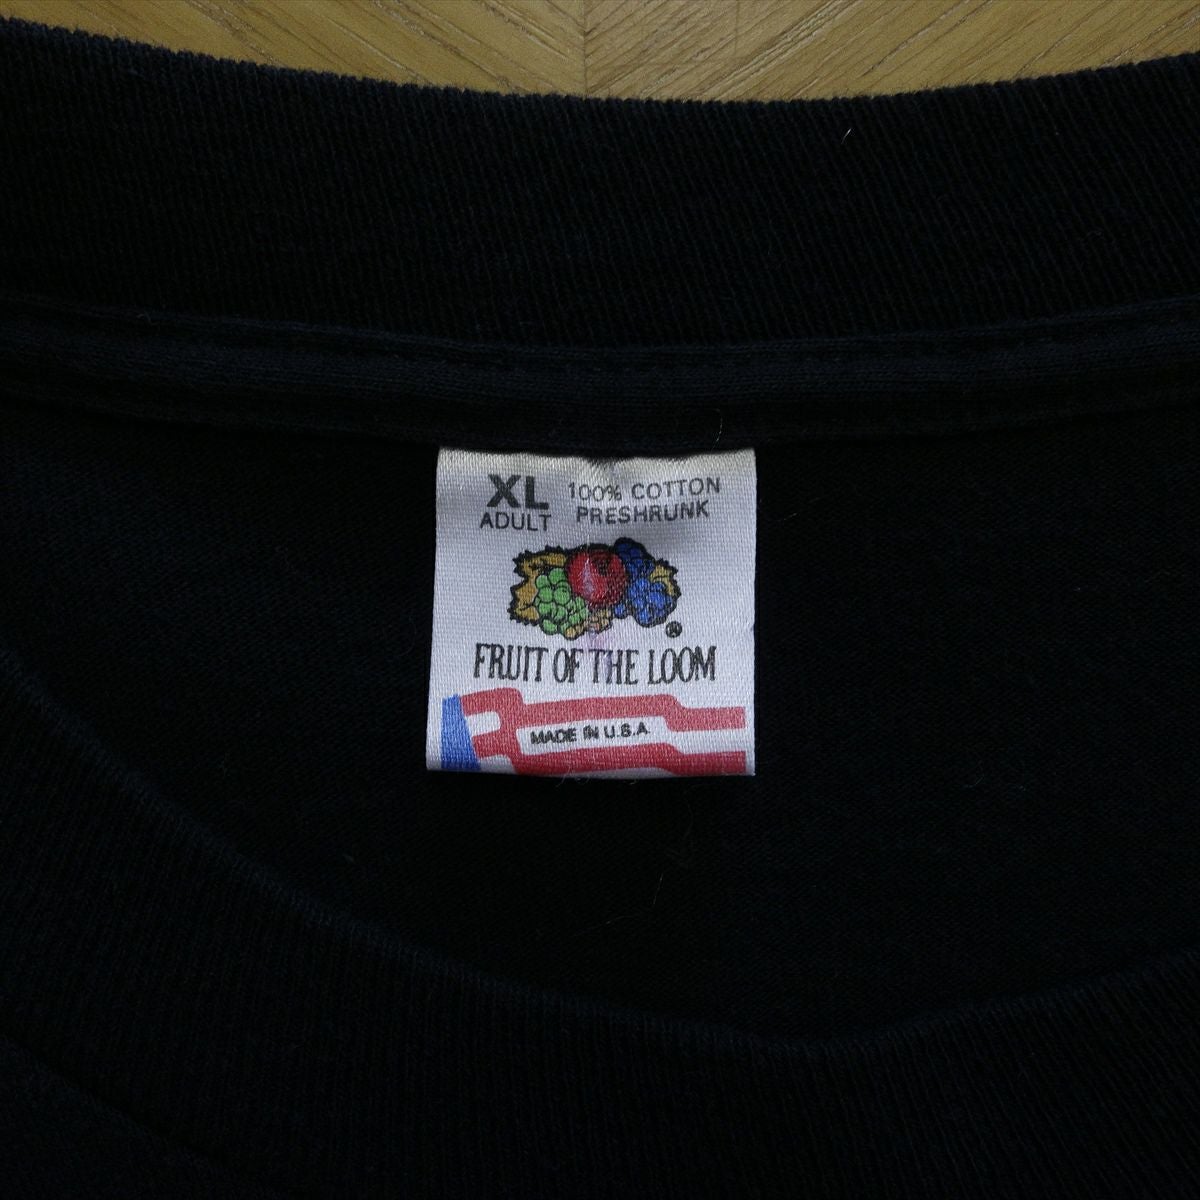 XL 100% COTTON
ADULT PRESHRUNK
®
FRUIT OF THE LOOM
MADE IN U.S.A.